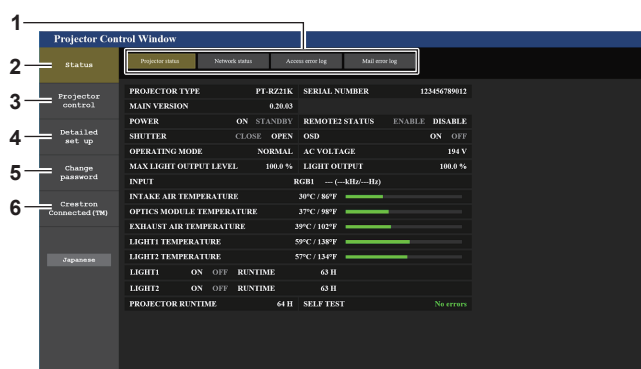 1
Projector Control Window
2
Status
Projector status Network status Access error log Mail error log
3
Projector control
4
Detailed set up
5
Change password
6
Crestron Connected(TM)
Japanese
PROJECTOR TYPE PT-RZ21K SERIAL NUMBER 123456789012
MAIN VERSION 0.20.03
POWER ON STANDBY REMOTE2 STATUS ENABLE DISABLE
SHUTTER CLOSE OPEN OSD ON OFF
OPERATING MODE NORMAL AC VOLTAGE 194 V
MAX LIGHT OUTPUT LEVEL 100.0 % LIGHT OUTPUT 100.0 %
INPUT RGB1 --- (---kHz/---Hz)
INTAKE AIR TEMPERATURE 30°C / 86°F
OPTICS MODULE TEMPERATURE 37°C / 98°F
EXHAUST AIR TEMPERATURE 39°C / 102°F
LIGHT1 TEMPERATURE 59°C / 138°F
LIGHT2 TEMPERATURE 57°C / 134°F
LIGHT1 ON OFF RUNTIME 63 H
LIGHT2 ON OFF RUNTIME 63 H
PROJECTOR RUNTIME 64 H SELF TEST No errors